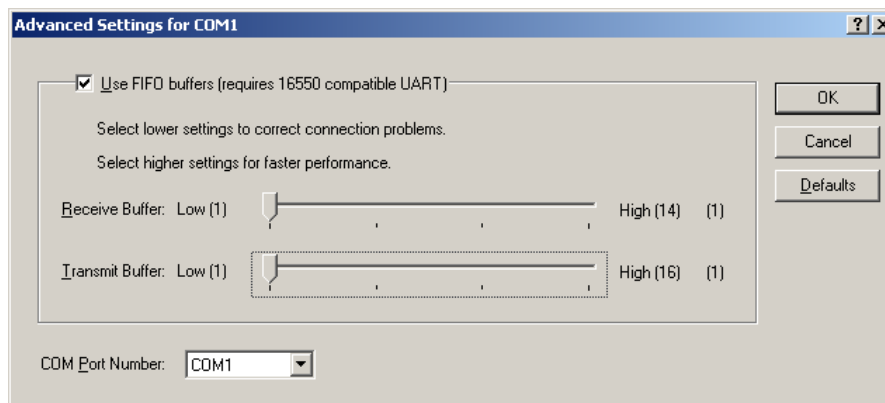 Advanced Settings for COM1
Use FIFO buffers (requires 16550 compatible UART)
OK
Select lower settings to correct connection problems.
Cancel
Select higher settings for faster performance.
Defaults
Receive Buffer: Low (1) High (14) (1)
Transmit Buffer: Low (1) High (16) (1)
COM Port Number: COM1